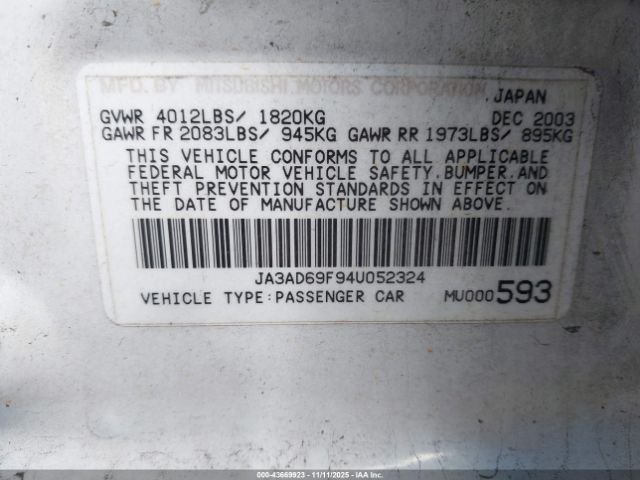 MFD. BY MITSUBISHI MOTORS CORPORATION
.JAPAN
GVWR 4012LBS/ 1820KG DEC 2003
GAWR FR 2083LBS/ 945KG GAWR RR 1973LBS/ 895KG
THIS VEHICLE CONFORMS TO ALL APPLICABLE
FEDERAL MOTOR VEHICLE SAFETY.BUMPER.AND
THEFT PREVENTION STANDARDS IN EFFECT ON
THE DATE OF MANUFACTURE SHOWN ABOVE.
JA3AD69F94U052324
VEHICLE TYPE:PASSENGER CAR MU000593
000-43669923 - 11/11/2025 - IAAI.CA